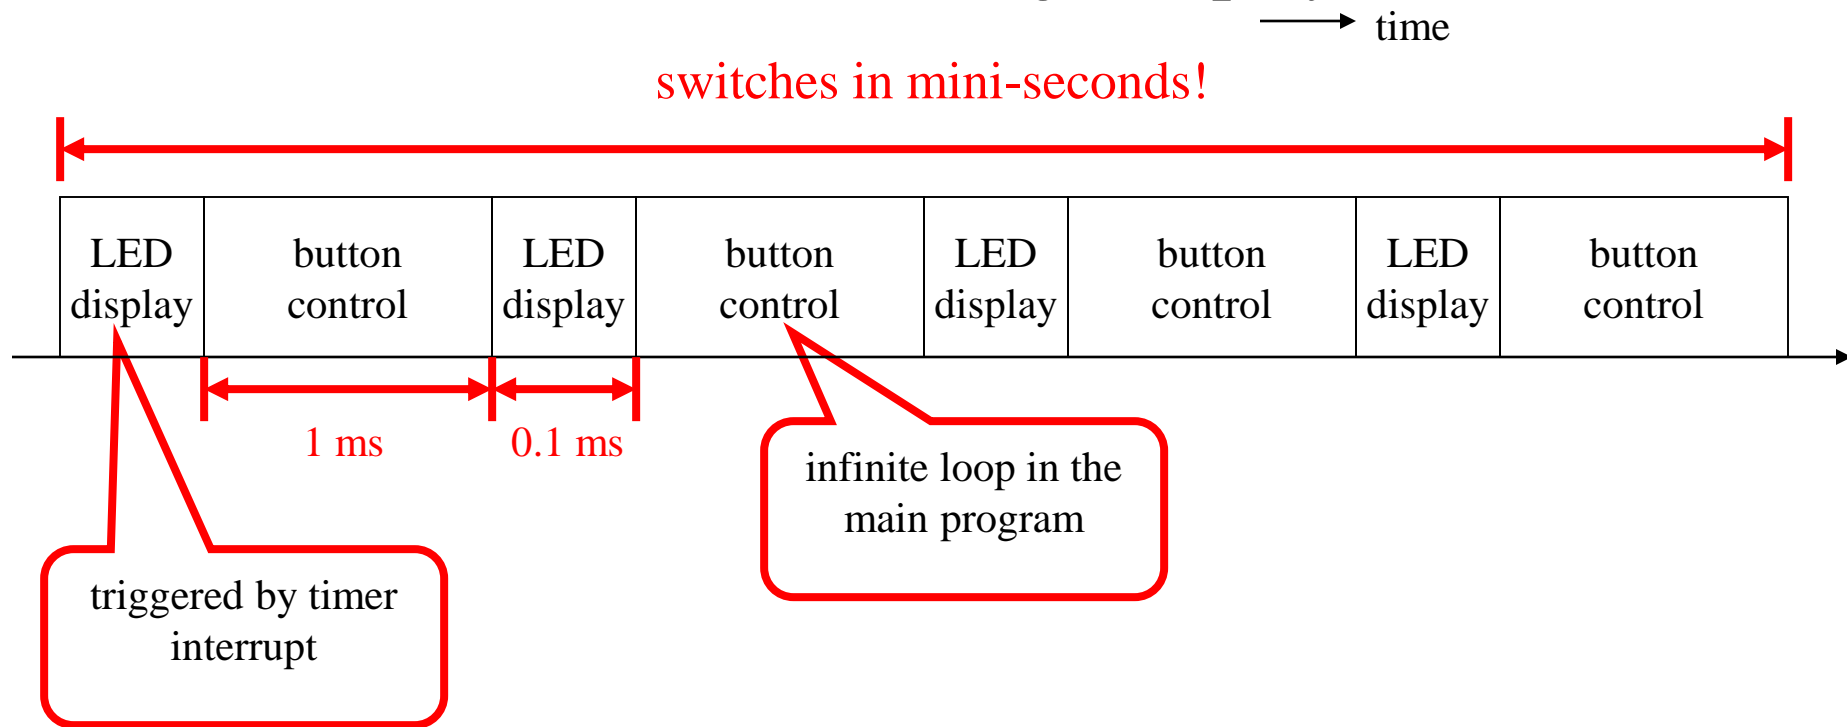 time
switches in mini-seconds!
LED display
button control
LED display
button control
LED display
button control
LED display
button control
1 ms
0.1 ms
infinite loop in the
main program
triggered by timer
interrupt